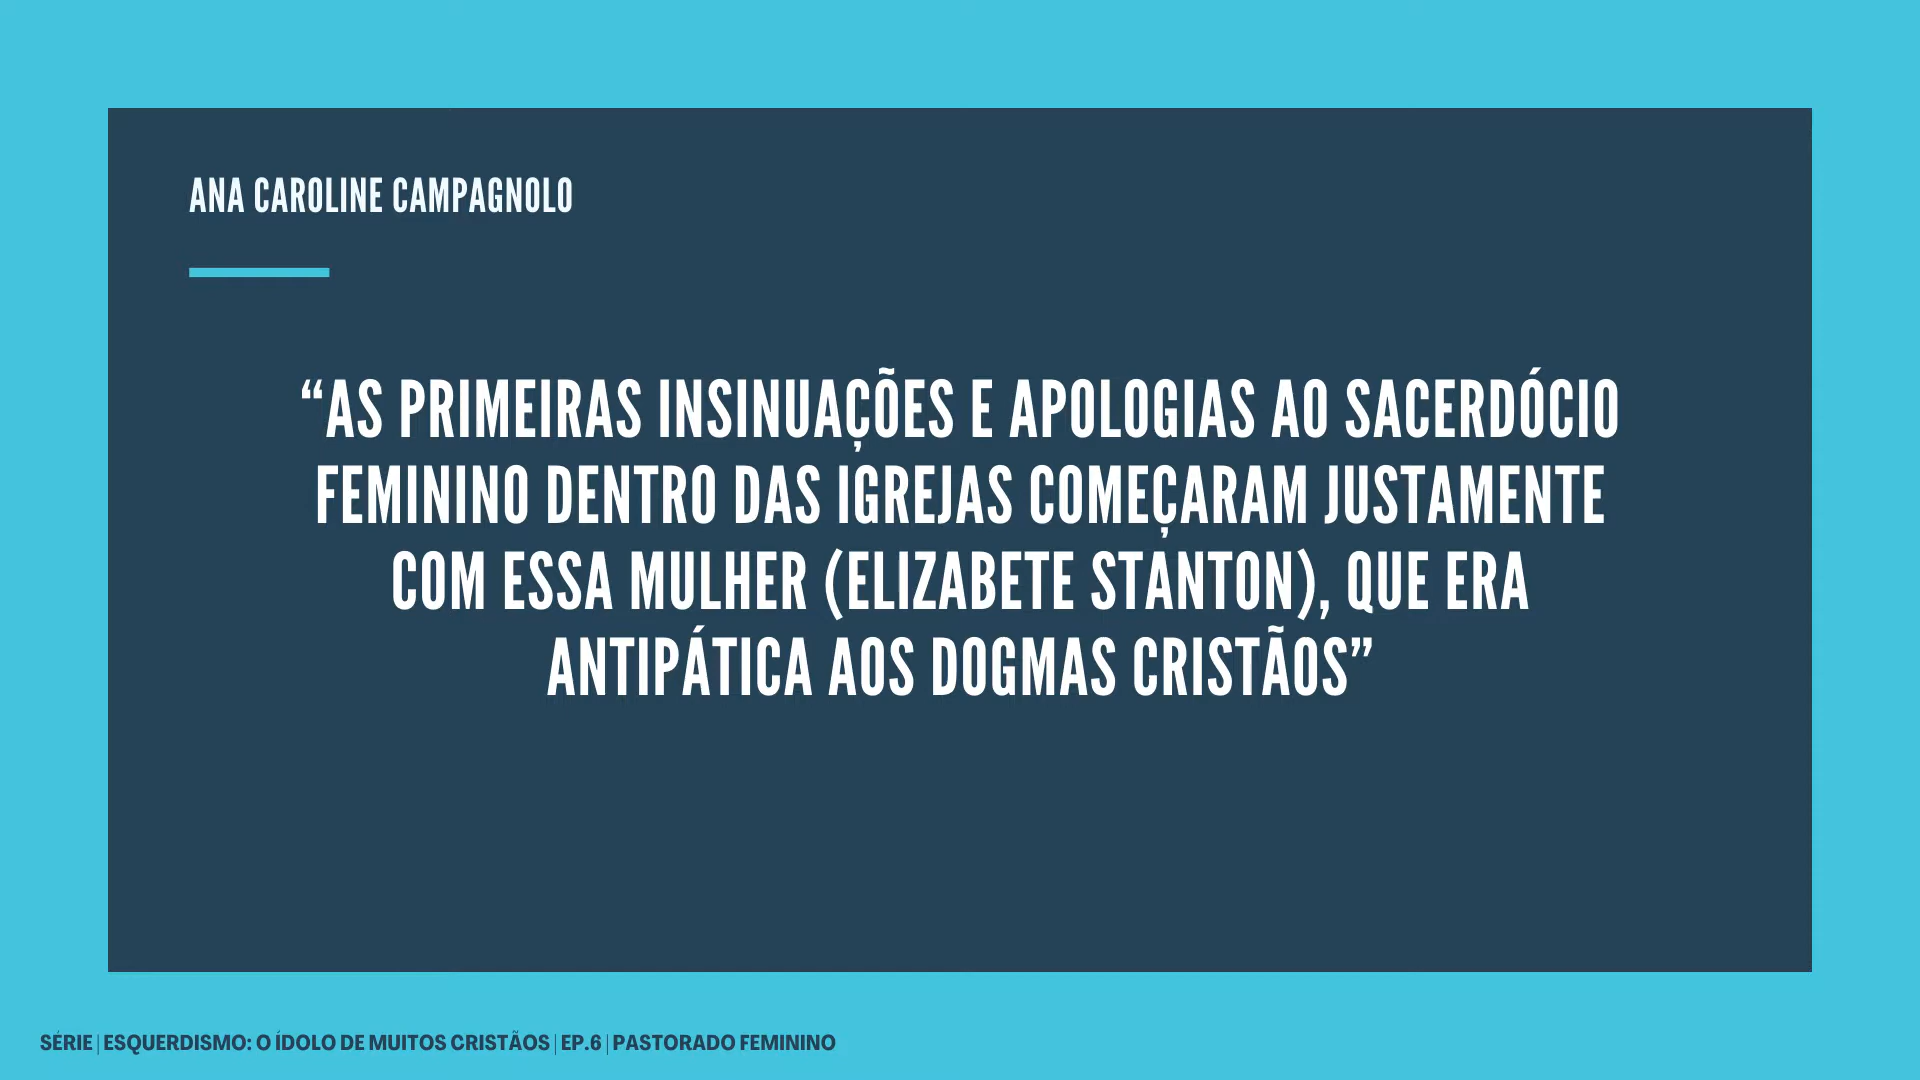 ANA CAROLINE CAMPAGNOLO
“AS PRIMEIRAS INSINUAÇÕES E APOLOGIAS AO SACERDÓCIO
FEMININO DENTRO DAS IGREJAS COMEÇARAM JUSTAMENTE
COM ESSA MULHER (ELIZABETE STANTON), QUE ERA
ANTIPÁTICA AOS DOGMAS CRISTÃOS”
SÉRIE | ESQUERDISMO: O ÍDOLO DE MUITOS CRISTÃOS | EP.6 | PASTORADO FEMININO